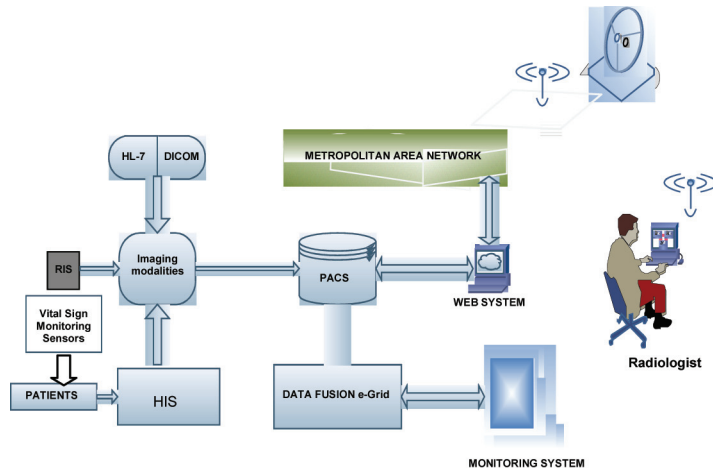 HL-7 DICOM
METROPOLITAN AREA NETWORK
RIS
Imaging
modalities
PACS
WEB SYSTEM
Vital Sign
Monitoring
Sensors
Radiologist
PATIENTS
HIS
DATA FUSION e-Grid
MONITORING SYSTEM